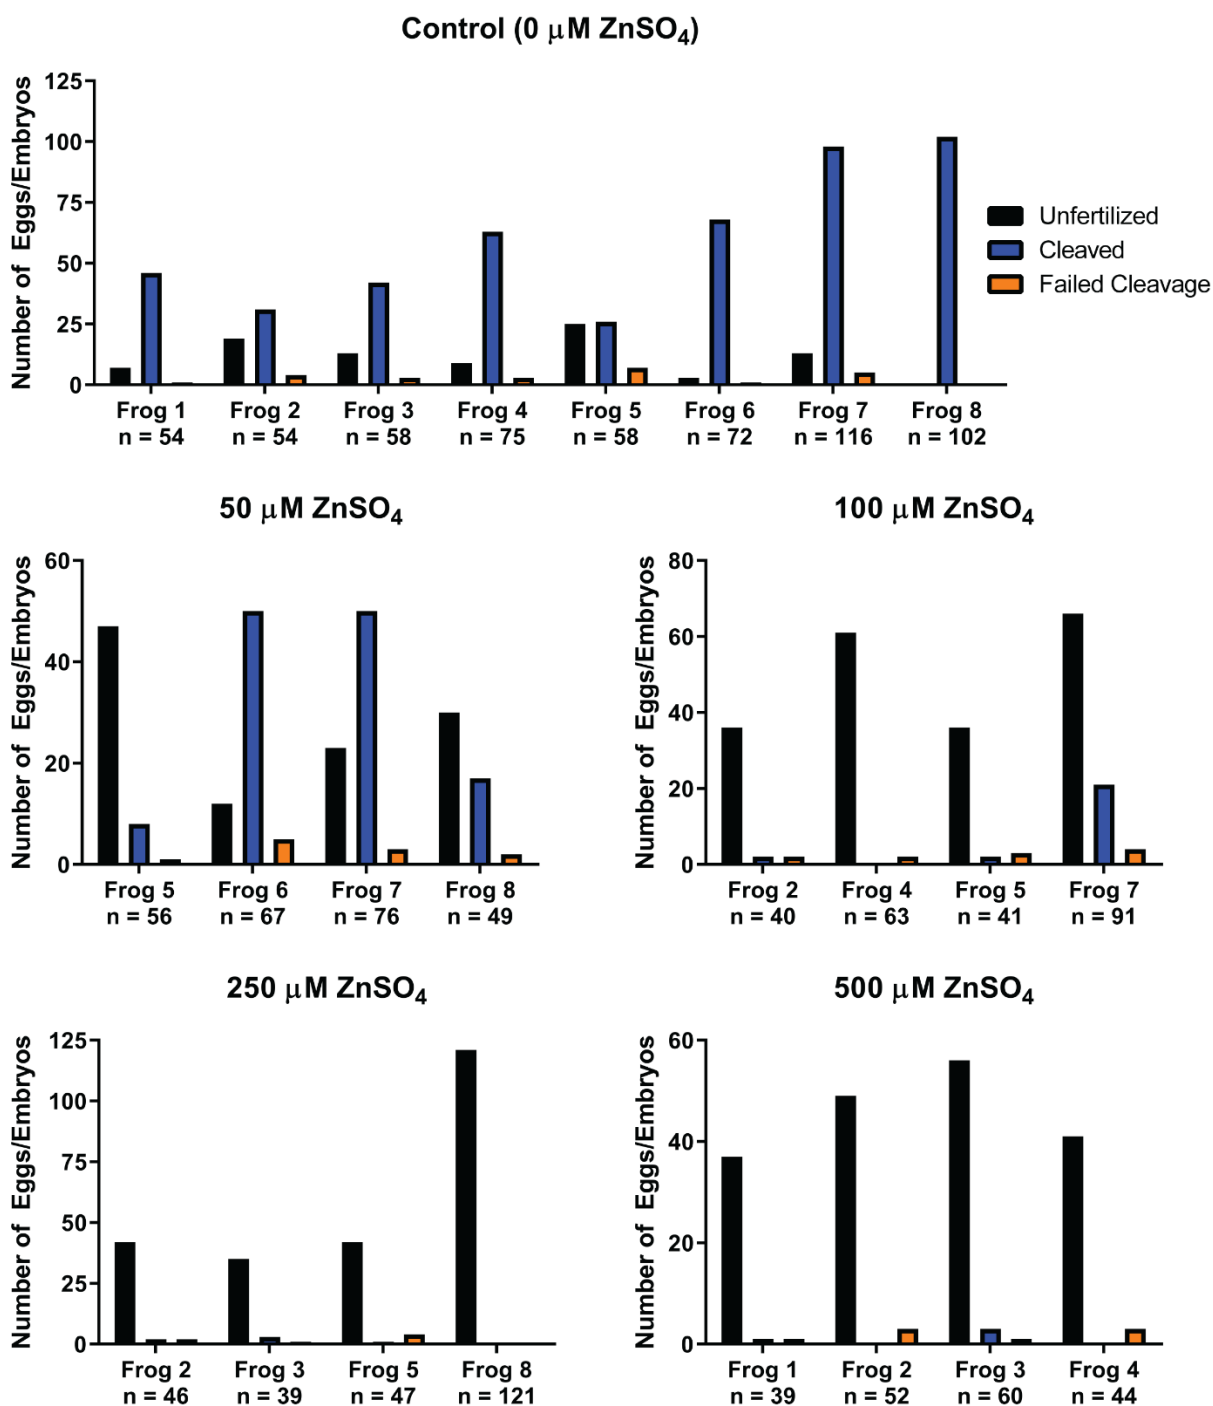 Control (0 μM ZnSO₄)
Number of Eggs/Embryos
125
100
75
50
25
0
Frog 1 Frog 2 Frog 3 Frog 4 Frog 5 Frog 6 Frog 7 Frog 8
n = 54 n = 54 n = 58 n = 75 n = 58 n = 72 n = 116 n = 102
Unfertilized
Cleaved
Failed Cleavage
50 μM ZnSO₄
Number of Eggs/Embryos
60
40
20
0
Frog 5 Frog 6 Frog 7 Frog 8
n = 56 n = 67 n = 76 n = 49
100 μM ZnSO₄
Number of Eggs/Embryos
80
60
40
20
0
Frog 2 Frog 4 Frog 5 Frog 7
n = 40 n = 63 n = 41 n = 91
250 μM ZnSO₄
Number of Eggs/Embryos
125
100
75
50
25
0
Frog 2 Frog 3 Frog 5 Frog 8
n = 46 n = 39 n = 47 n = 121
500 μM ZnSO₄
Number of Eggs/Embryos
60
40
20
0
Frog 1 Frog 2 Frog 3 Frog 4
n = 39 n = 52 n = 60 n = 44